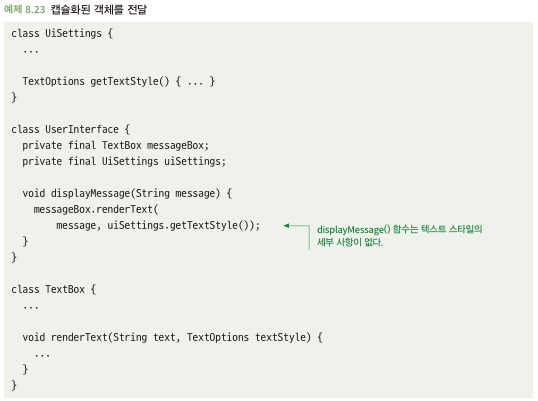 예제 8.23 캡슐화된 객체를 전달
class UiSettings {
  ...

  TextOptions getTextStyle() { ... }
}

class UserInterface {
  private final TextBox messageBox;
  private final UiSettings uiSettings;

  void displayMessage(String message) {
    messageBox.renderText(
        message, uiSettings.getTextStyle());
displayMessage() 함수는 텍스트 스타일의
세부 사항이 없다.
  }
}

class TextBox {
  ...

  void renderText(String text, TextOptions textStyle) {
    ...
  }
}